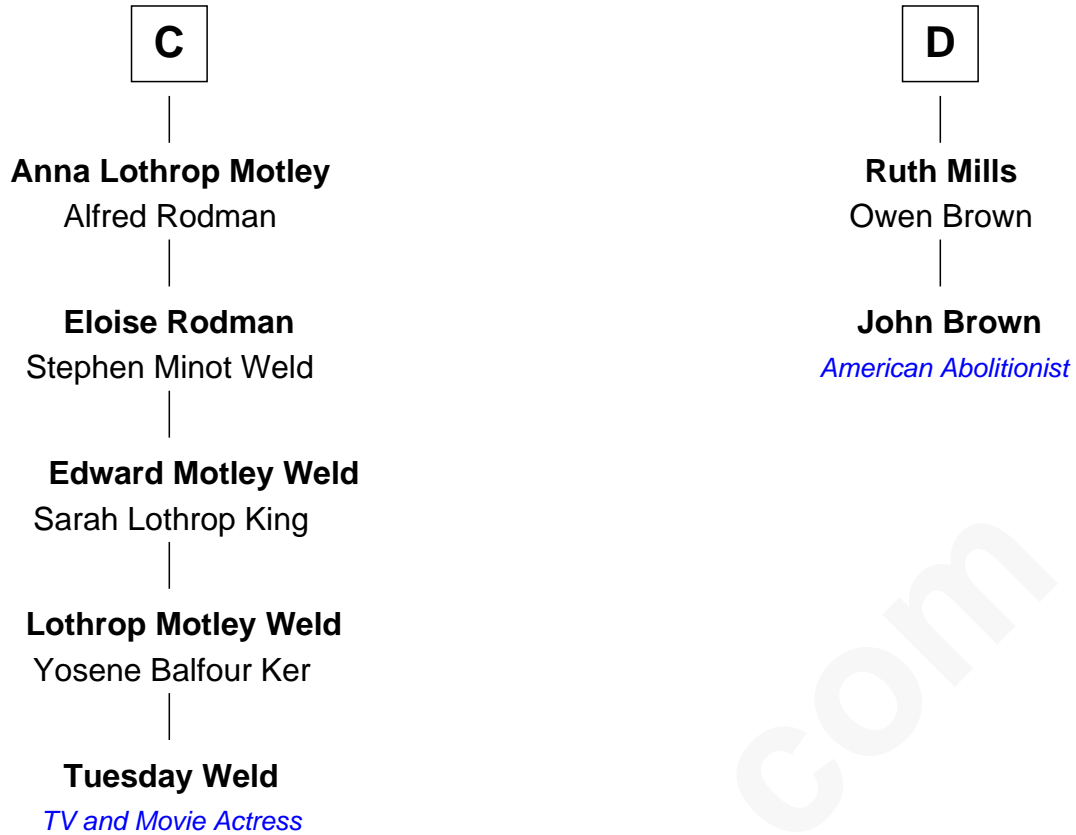 C
Anna Lothrop Motley
Alfred Rodman
Eloise Rodman
Stephen Minot Weld
Edward Motley Weld
Sarah Lothrop King
Lothrop Motley Weld
Yosene Balfour Ker
Tuesday Weld
TV and Movie Actress
D
Ruth Mills
Owen Brown
John Brown
American Abolitionist
com